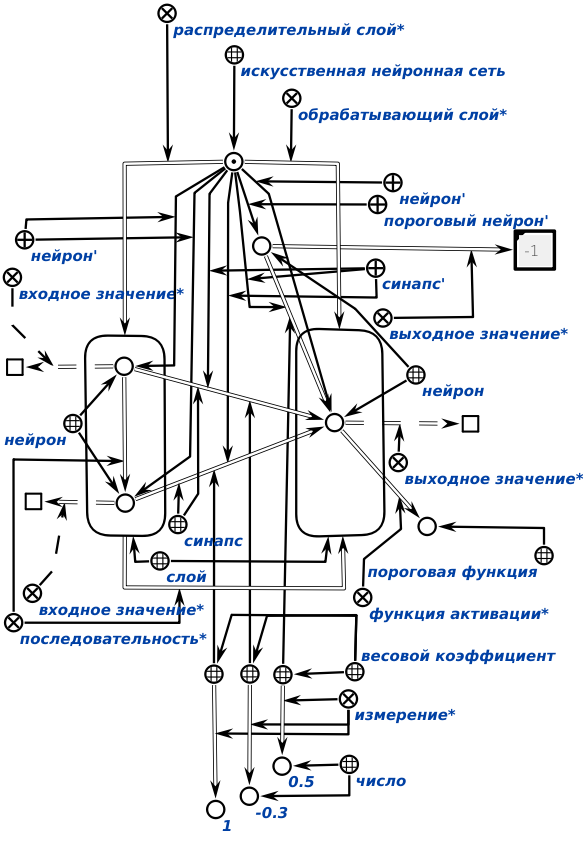 распределительный слой*
искусственная нейронная сеть
обрабатывающий слой*
нейрон'
пороговый нейрон'
нейрон'
-1
входное значение*
синапс'
выходное значение*
нейрон
нейрон
выходное значение*
синапс
слой
пороговая функция
входное значение*
функция активации*
последовательность*
весовой коэффициент
измерение*
0.5
число
-0.3
1